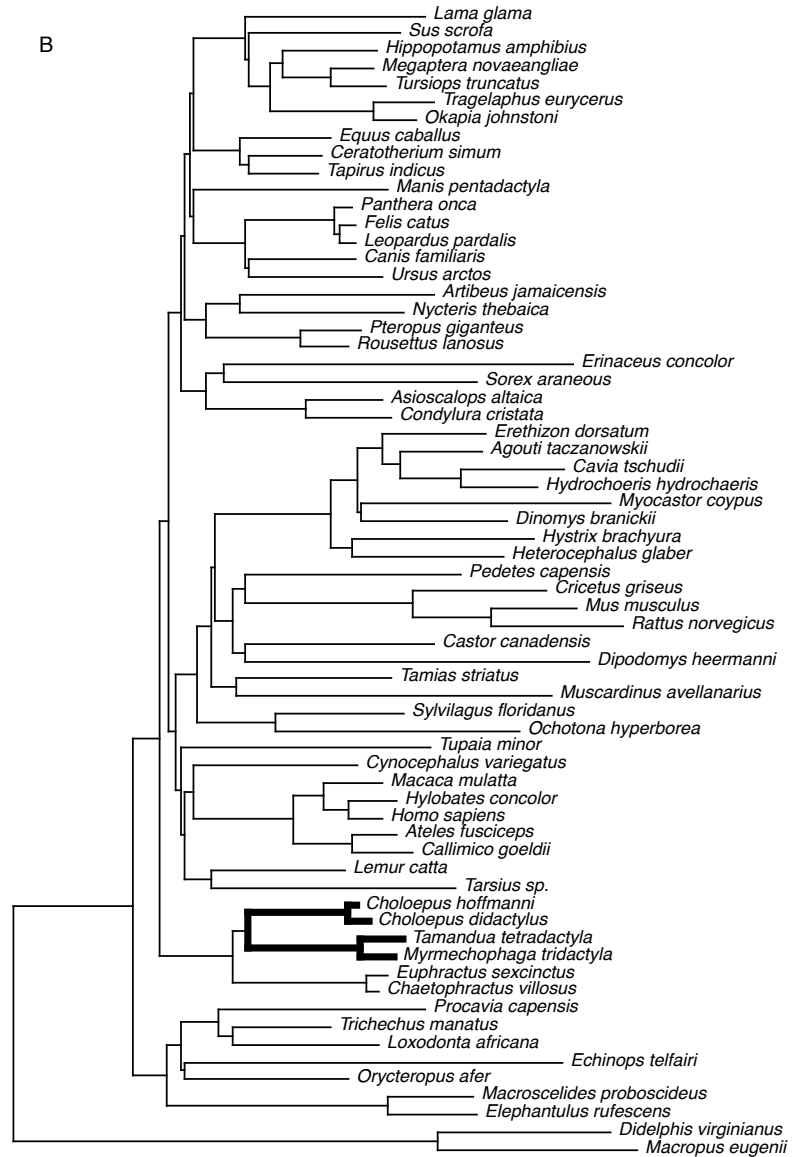 B
Lama glama
Sus scrofa
Hippopotamus amphibius
Megaptera novaeangliae
Tursiops truncatus
Tragelaphus eurycerus
Okapia johnstoni
Equus caballus
Ceratotherium simum
Tapirus indicus
Manis pentadactyla
Panthera onca
Felis catus
Leopardus pardalis
Canis familiaris
Ursus arctos
Artibeus jamaicensis
Nycteris thebaica
Pteropus giganteus
Rousettus lanosus
Erinaceus concolor
Sorex araneous
Asioscalops altaica
Condylura cristata
Erethizon dorsatum
Agouti taczanowskii
Cavia tschudii
Hydrochoeris hydrochaeris
Myocastor coypus
Dinomys branickii
Hystrix brachyura
Heterocephalus glaber
Pedetes capensis
Cricetus griseus
Mus musculus
Rattus norvegicus
Castor canadensis
Dipodomys heermanni
Tamias striatus
Muscardinus avellanarius
Sylvilagus floridanus
Ochotona hyperborea
Tupaia minor
Cynocephalus variegatus
Macaca mulatta
Hylobates concolor
Homo sapiens
Ateles fusciceps
Callimico goeldii
Lemur catta
Tarsius sp.
Choloepus hoffmanni
Choloepus didactylus
Tamandua tetradactyla
Myrmechophaga tridactyla
Euphractus sexcinctus
Chaetophractus villosus
Procavia capensis
Trichechus manatus
Loxodonta africana
Echinops telfairi
Orycteropus afer
Macroscelides proboscideus
Elephantulus rufescens
Didelphis virginianus
Macropus eugenii